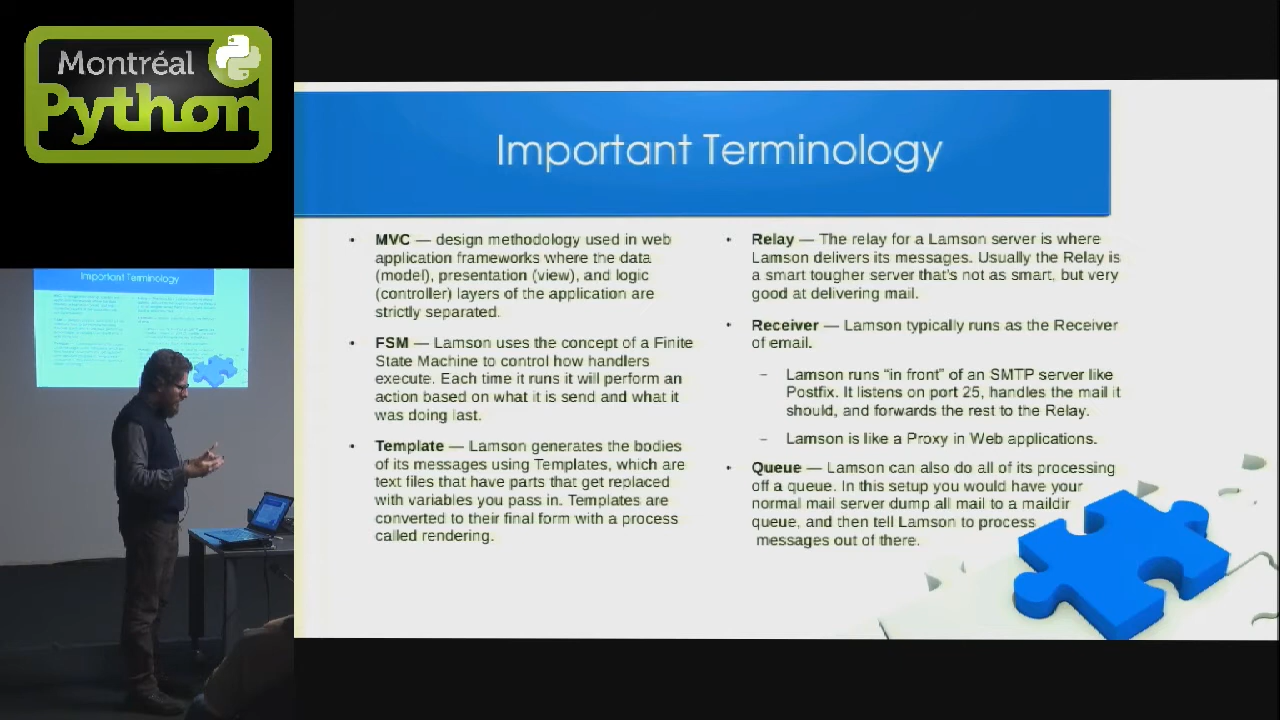 Montréal
Python
Important Terminology
• MVC — design methodology used in web
application frameworks where the data
(model), presentation (view), and logic
(controller) layers of the application are
strictly separated.
• FSM — Lamson uses the concept of a Finite
State Machine to control how handlers
execute. Each time it runs it will perform an
action based on what it is send and what it
was doing last.
• Template — Lamson generates the bodies
of its messages using Templates, which are
text files that have parts that get replaced
with variables you pass in. Templates are
converted to their final form with a process
called rendering.
• Relay — The relay for a Lamson server is where
Lamson delivers its messages. Usually the Relay is
a smart tougher server that's not as smart, but very
good at delivering mail.
• Receiver — Lamson typically runs as the Receiver
of email.
– Lamson runs “in front” of an SMTP server like
Postfix. It listens on port 25, handles the mail it
should, and forwards the rest to the Relay.
– Lamson is like a Proxy in Web applications.
• Queue — Lamson can also do all of its processing
off a queue. In this setup you would have your
normal mail server dump all mail to a maildir
queue, and then tell Lamson to process
messages out of there.
Important Terminology